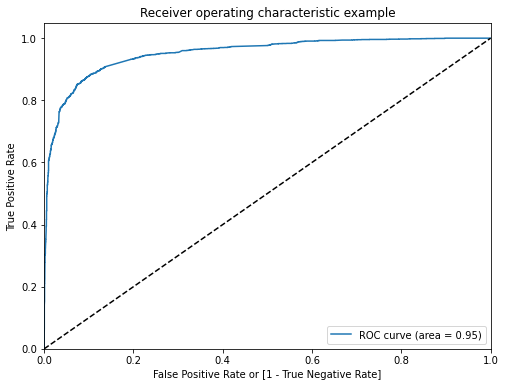 Receiver operating characteristic example
True Positive Rate
1.0
0.8
0.6
0.4
0.2
0.0
0.0 0.2 0.4 0.6 0.8 1.0
False Positive Rate or [1 - True Negative Rate]
ROC curve (area = 0.95)